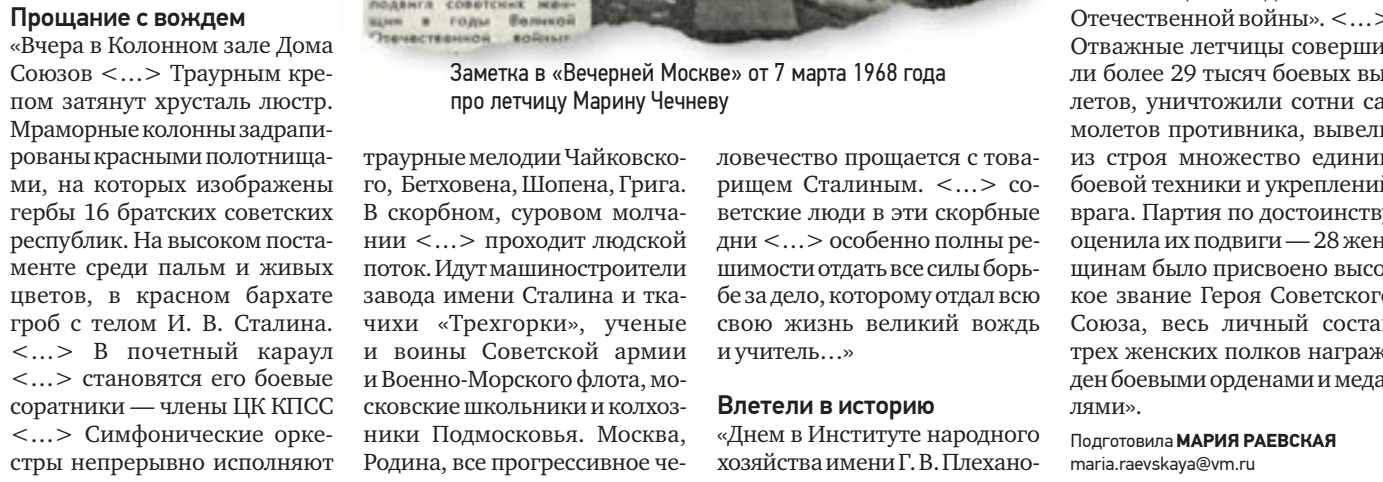 Прощание с вождем
«Вчера в Колонном зале Дома
Союзов <...> Траурным кре-
пом затянут хрусталь люстр.
Мраморные колонны задрапи-
рованы красными полотнища-
ми, на которых изображены
гербы 16 братских советских
республик. На высоком поста-
менте среди пальм и живых
цветов, в красном бархате
гроб с телом И. В. Сталина.
<...> В почетный караул
<...> становятся его боевые
соратники — члены ЦК КПСС
<...> Симфонические орке-
стры непрерывно исполняют
подвига советских жен-
щин в годы Великой
Отечественной войны.
Заметка в «Вечерней Москве» от 7 марта 1968 года
про летчицу Марину Чечневу
траурные мелодии Чайковско-
го, Бетховена, Шопена, Грига.
В скорбном, суровом молча-
нии <...> проходит людской
поток. Идут машиностроители
завода имени Сталина и тка-
чихи «Трехгорки», ученые
и воины Советской армии
и Военно-Морского флота, мо-
сковские школьники и колхоз-
ники Подмосковья. Москва,
Родина, все прогрессивное че-
ловечество прощается с това-
рищем Сталиным. <...> со-
ветские люди в эти скорбные
дни <...> особенно полны ре-
шимости отдать все силы борь-
бе за дело, которому отдал всю
свою жизнь великий вождь
и учитель...»
Влетели в историю
«Днем в Институте народного
хозяйства имени Г. В. Плехано-
Отечественной войны». <...>
Отважные летчицы соверши-
ли более 29 тысяч боевых вы-
летов, уничтожили сотни са-
молетов противника, вывели
из строя множество единиц
боевой техники и укреплений
врага. Партия по достоинству
оценила их подвиги — 28 жен-
щинам было присвоено высо-
кое звание Героя Советского
Союза, весь личный состав
трех женских полков награж-
ден боевыми орденами и меда-
лями».
Подготовила МАРИЯ РАЕВСКАЯ
maria.raevskaya@vm.ru